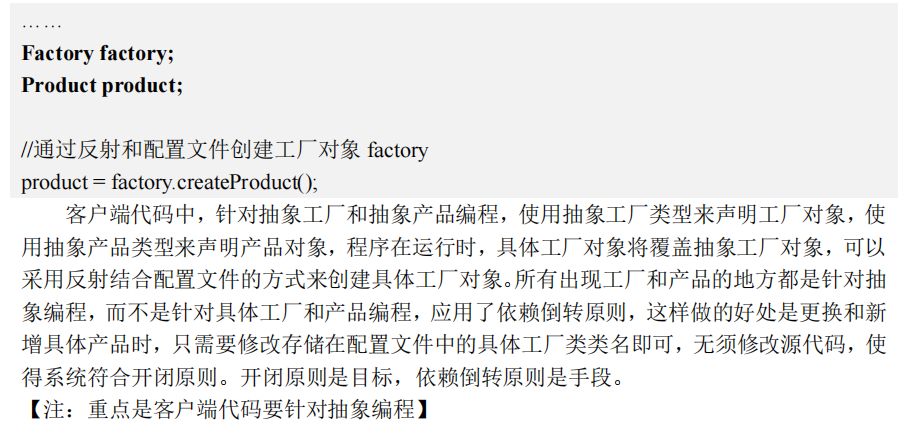 ……
Factory factory;
Product product;
//通过反射和配置文件创建工厂对象 factory
product = factory.createProduct();
客户端代码中，针对抽象工厂和抽象产品编程，使用抽象工厂类型来声明工厂对象，使
用抽象产品类型来声明产品对象，程序在运行时，具体工厂对象将覆盖抽象工厂对象，可以
采用反射结合配置文件的方式来创建具体工厂对象。所有出现工厂和产品的地方都是针对抽
象编程，而不是针对具体工厂和产品编程，应用了依赖倒转原则，这样做的好处是更换和新
增具体产品时，只需要修改存储在配置文件中的具体工厂类类名即可，无须修改源代码，使
得系统符合开闭原则。开闭原则是目标，依赖倒转原则是手段。
【注：重点是客户端代码要针对抽象编程】